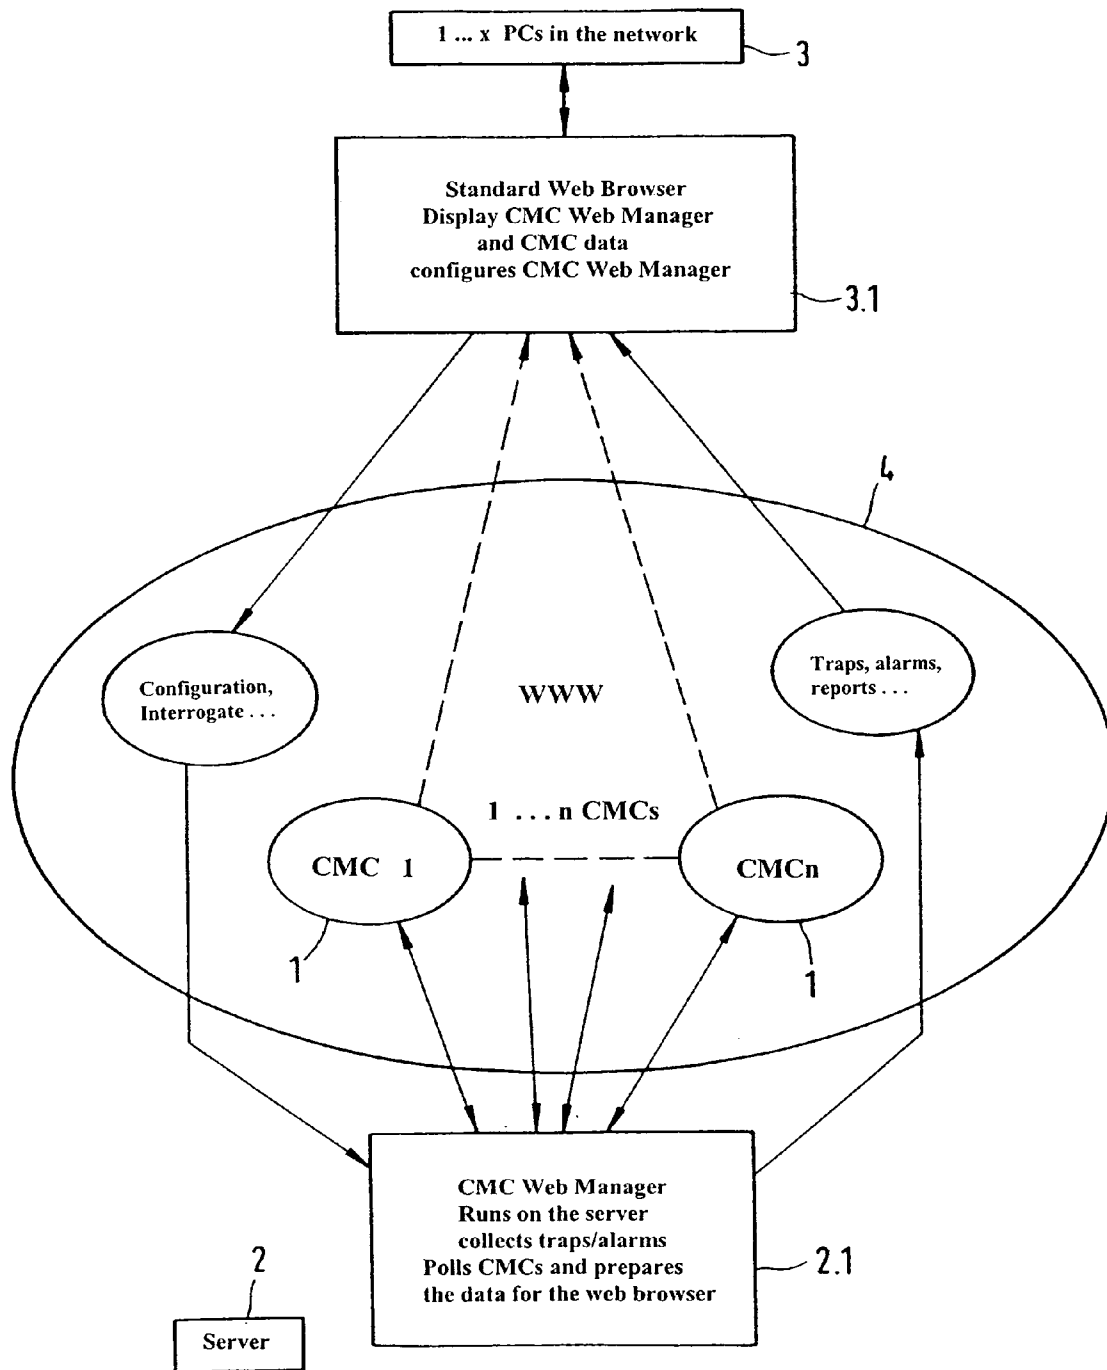 1 ... x PCs in the network
3
Standard Web Browser
Display CMC Web Manager
and CMC data
configures CMC Web Manager
3.1
4
Configuration,
Interrogate . . .
Traps, alarms,
reports . . .
WWW
1 . . . n CMCs
CMC 1
CMCn
1
1
CMC Web Manager
Runs on the server
collects traps/alarms
Polls CMCs and prepares
the data for the web browser
2.1
2
Server